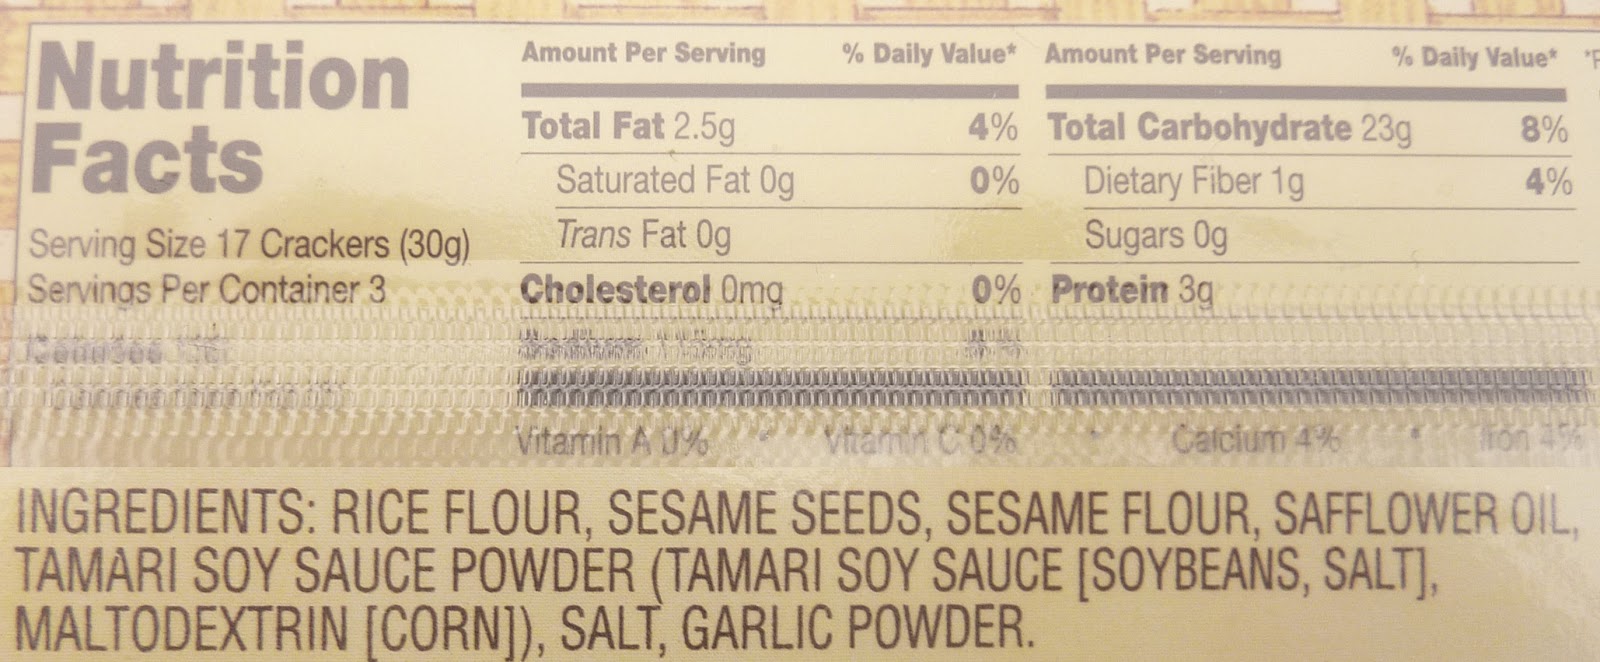 Nutrition
Facts
Serving Size 17 Crackers (30g)
Servings Per Container 3
Amount Per Serving % Daily Value*
Total Fat 2.5g 4%
Saturated Fat 0g 0%
Trans Fat 0g
Cholesterol 0mg 0%
Amount Per Serving % Daily Value*
Total Carbohydrate 23g 8%
Dietary Fiber 1g 4%
Sugars 0g
Protein 3g
Vitamin A 0% • Vitamin C 0% • Calcium 4% • Iron 4%
INGREDIENTS: RICE FLOUR, SESAME SEEDS, SESAME FLOUR, SAFFLOWER OIL,
TAMARI SOY SAUCE POWDER (TAMARI SOY SAUCE [SOYBEANS, SALT],
MALTODEXTRIN [CORN]), SALT, GARLIC POWDER.